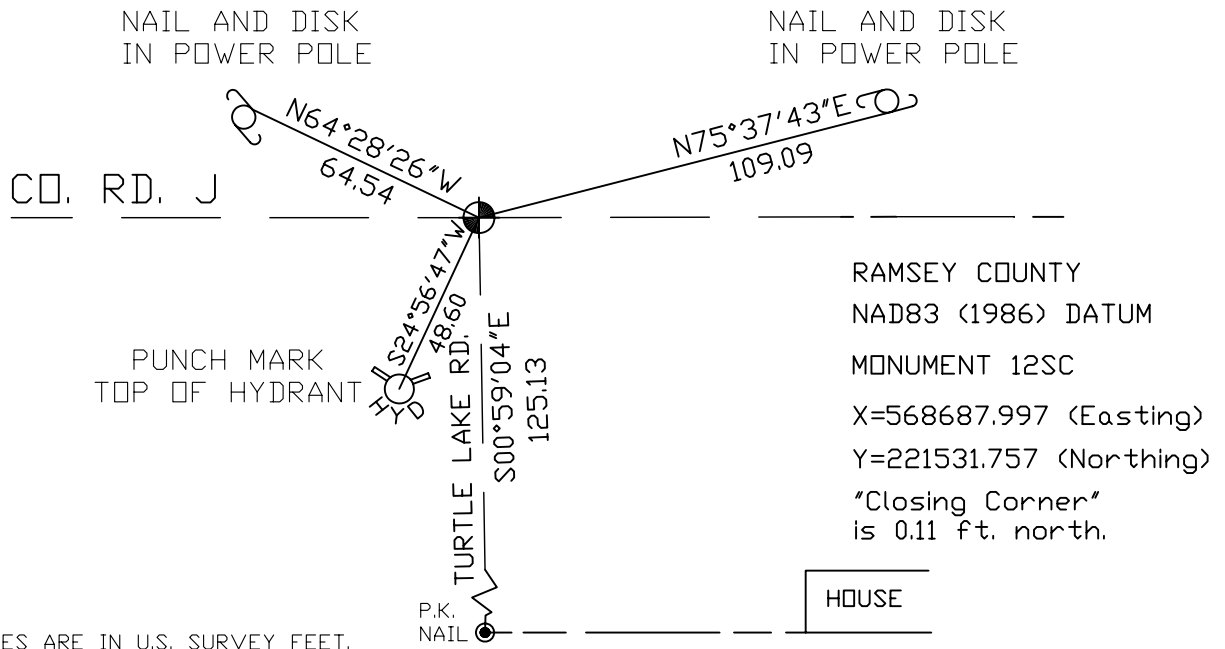 NAIL AND DISK
IN POWER POLE
NAIL AND DISK
IN POWER POLE
N64°28'26"W
64.54
N75°37'43"E
109.09
CO. RD. J
S24°56'47"W
48.60
PUNCH MARK
TOP OF HYDRANT
HYD
TURTLE LAKE RD.
S00°59'04"E
125.13
RAMSEY COUNTY
NAD83 (1986) DATUM
MONUMENT 12SC
X=568687.997 (Easting)
Y=221531.757 (Northing)
"Closing Corner"
is 0.11 ft. north.
P.K.
NAIL
HOUSE
ES ARE IN U.S. SURVEY FEET.